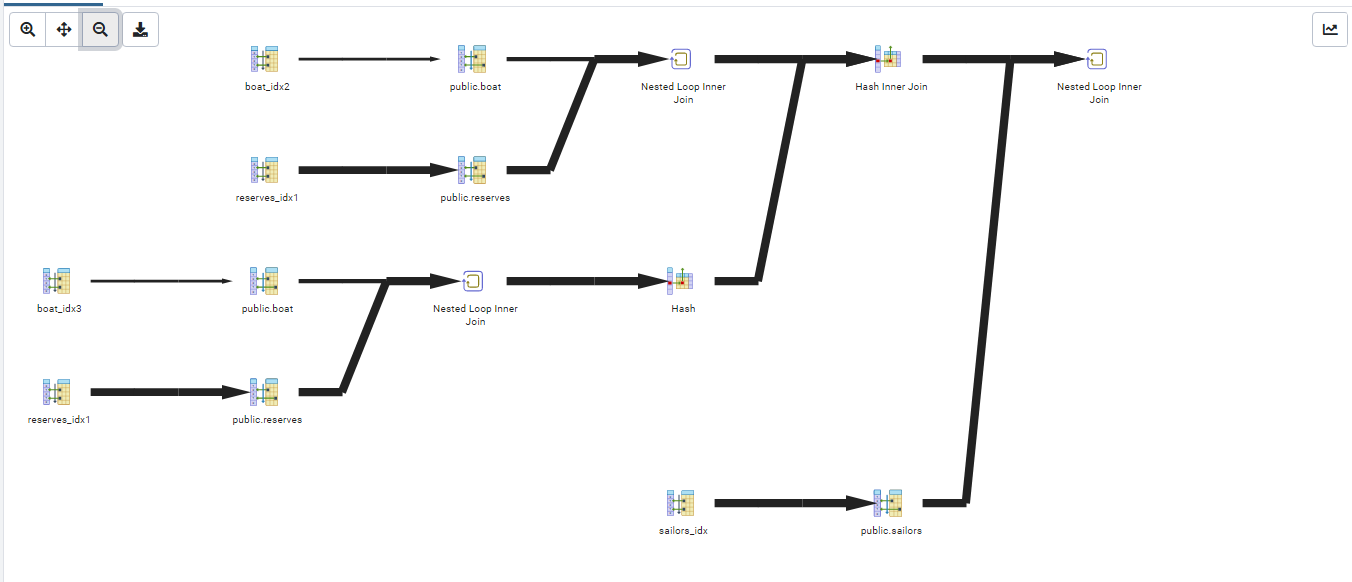 boat_idx2
public.boat
Nested Loop Inner
Join
Hash Inner Join
Nested Loop Inner
Join
reserves_idx1
public.reserves
boat_idx3
public.boat
Nested Loop Inner
Join
Hash
reserves_idx1
public.reserves
sailors_idx
public.sailors